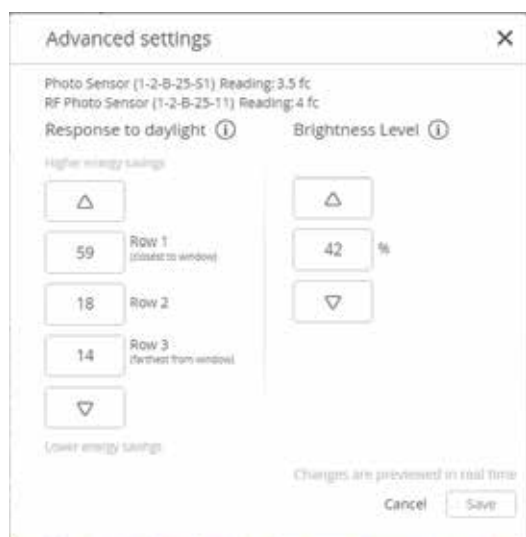 Advanced settings
Photo Sensor (1-2-B-25-S1) Reading: 3.5 fc
RF Photo Sensor (1-2-B-25-11) Reading: 4 fc
Response to daylight
Higher energy savings
59 Row 1
(closest to window)
18 Row 2
14 Row 3
(farthest from window)
Lower energy savings
Brightness Level
42 %
Changes are previewed in real time
Cancel Save